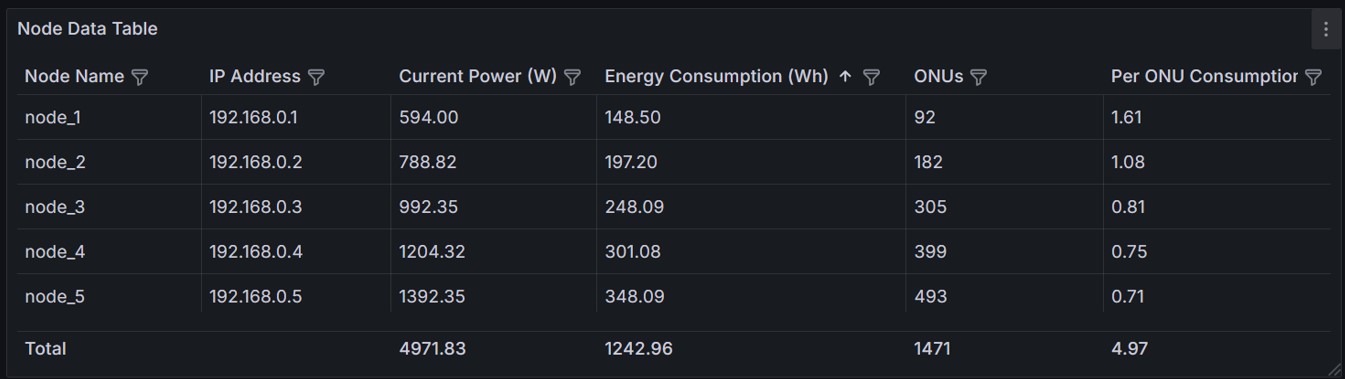 Node Data Table
Node Name IP Address Current Power (W) Energy Consumption (Wh) ↑ ONUs Per ONU Consumption
node_1 192.168.0.1 594.00 148.50 92 1.61
node_2 192.168.0.2 788.82 197.20 182 1.08
node_3 192.168.0.3 992.35 248.09 305 0.81
node_4 192.168.0.4 1204.32 301.08 399 0.75
node_5 192.168.0.5 1392.35 348.09 493 0.71
Total 4971.83 1242.96 1471 4.97